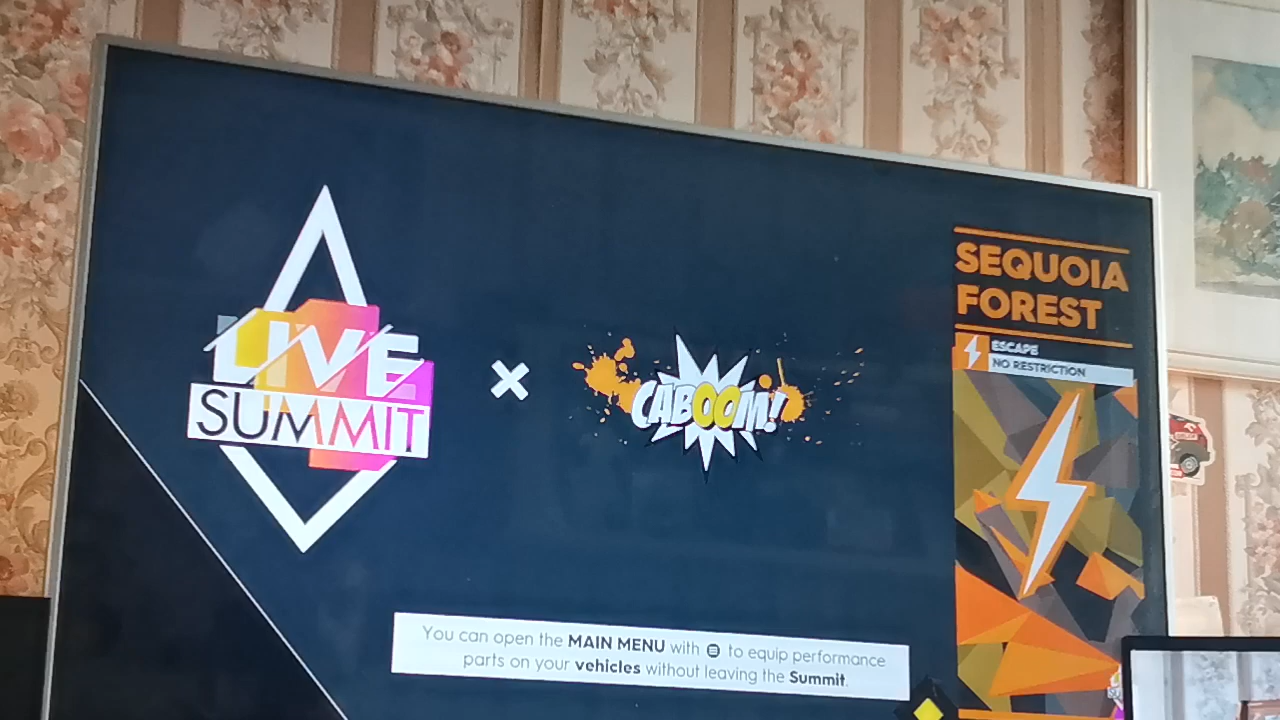 LIVE
SUMMIT
×
CABOOM!
SEQUOIA
FOREST
ESCAPE
NO RESTRICTION
You can open the MAIN MENU with to equip performance
parts on your vehicles without leaving the Summit.